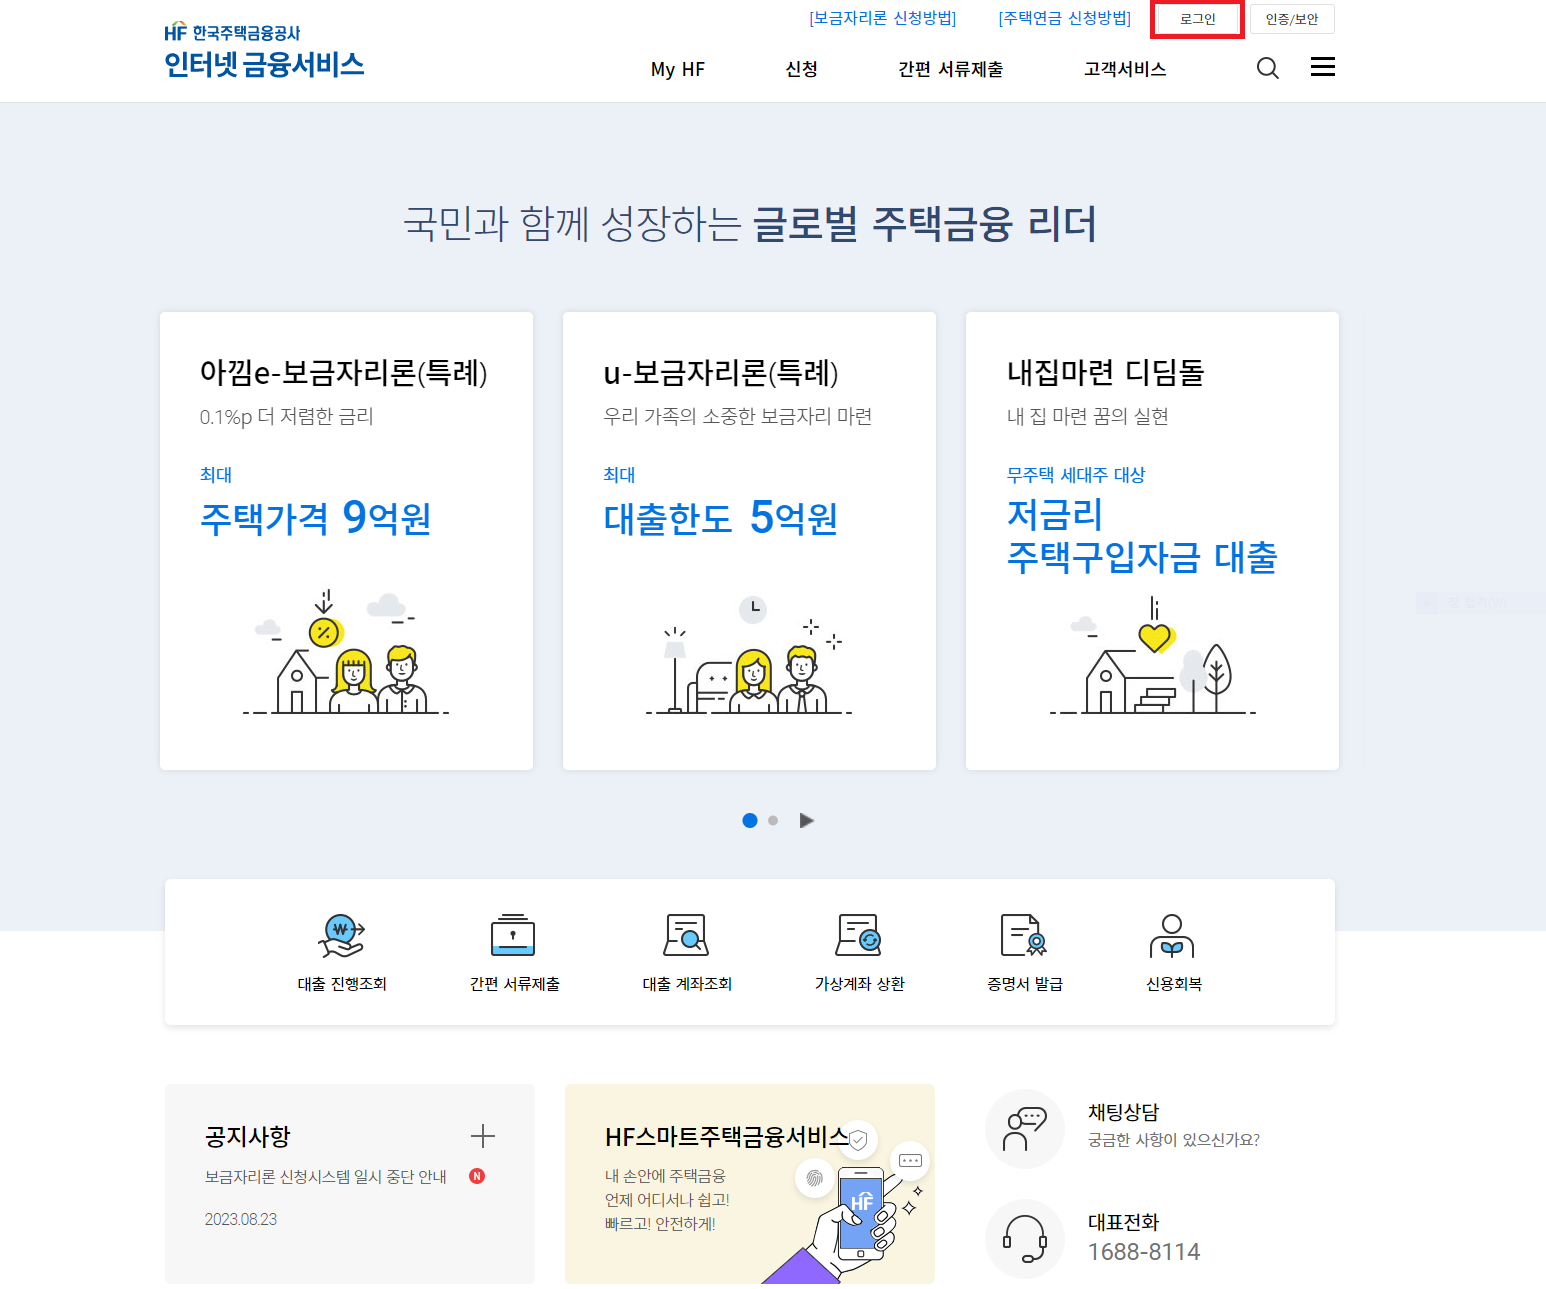 [보금자리론 신청방법] [주택연금 신청방법] 로그인 인증/보안
HF 한국주택금융공사
인터넷 금융서비스
My HF 신청 간편 서류제출 고객서비스
국민과 함께 성장하는 글로벌 주택금융 리더
아낌e-보금자리론(특례)
0.1%p 더 저렴한 금리
최대
주택가격 9억원
u-보금자리론(특례)
우리 가족의 소중한 보금자리 마련
최대
대출한도 5억원
내집마련 디딤돌
내 집 마련 꿈의 실현
무주택 세대주 대상
저금리
주택구입자금 대출
대출 진행조회
간편 서류제출
대출 계좌조회
가상계좌 상환
증명서 발급
신용회복
공지사항
보금자리론 신청시스템 일시 중단 안내 N
2023.08.23
HF스마트주택금융서비스
내 손안에 주택금융
언제 어디서나 쉽고!
빠르고! 안전하게!
HF
채팅상담
궁금한 사항이 있으신가요?
대표전화
1688-8114